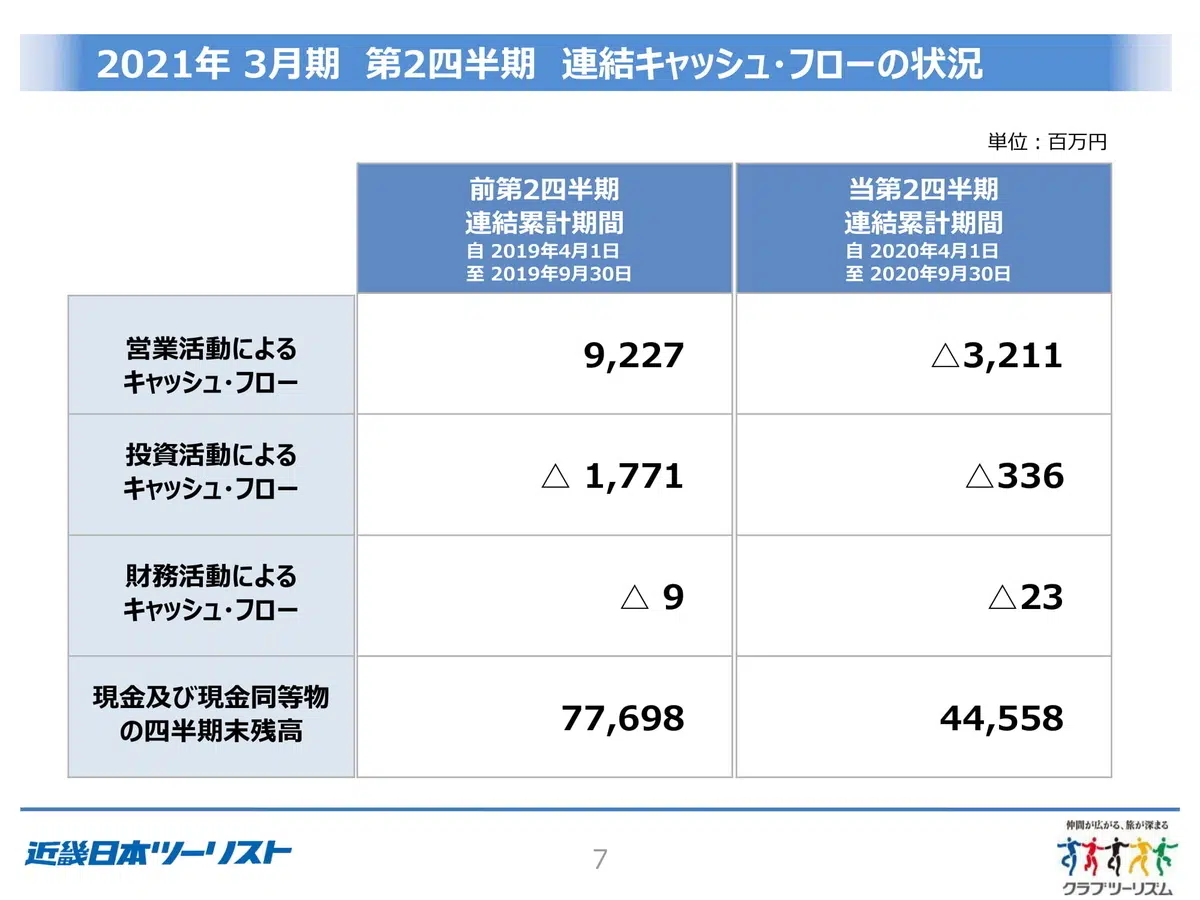 2021年 3月期 第2四半期 連結キャッシュ・フローの状況
単位：百万円
前第2四半期
連結累計期間
自 2019年4月1日
至 2019年9月30日
当第2四半期
連結累計期間
自 2020年4月1日
至 2020年9月30日
営業活動による
キャッシュ・フロー
9,227
△3,211
投資活動による
キャッシュ・フロー
△ 1,771
△336
財務活動による
キャッシュ・フロー
△ 9
△23
現金及び現金同等物
の四半期末残高
77,698
44,558
近畿日本ツーリスト
7
仲間が広がる、旅が深まる
クラブツーリズム